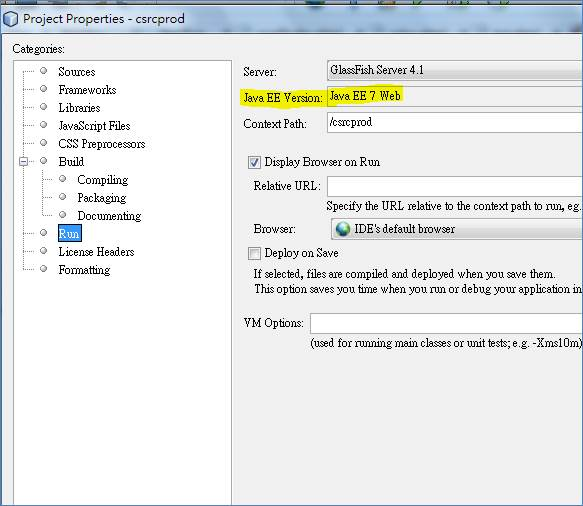 Project Properties - csrcprod
Categories:
Sources
Frameworks
Libraries
JavaScript Files
CSS Preprocessors
Build
Compiling
Packaging
Documenting
Run
License Headers
Formatting
Server: GlassFish Server 4.1
Java EE Version: Java EE 7 Web
Context Path: /csrcprod
Display Browser on Run
Relative URL:
Specify the URL relative to the context path to run, eg.
Browser: IDE's default browser
Deploy on Save
If selected, files are compiled and deployed when you save them.
This option saves you time when you run or debug your application in
VM Options:
(used for running main classes or unit tests; e.g. -Xms10m)